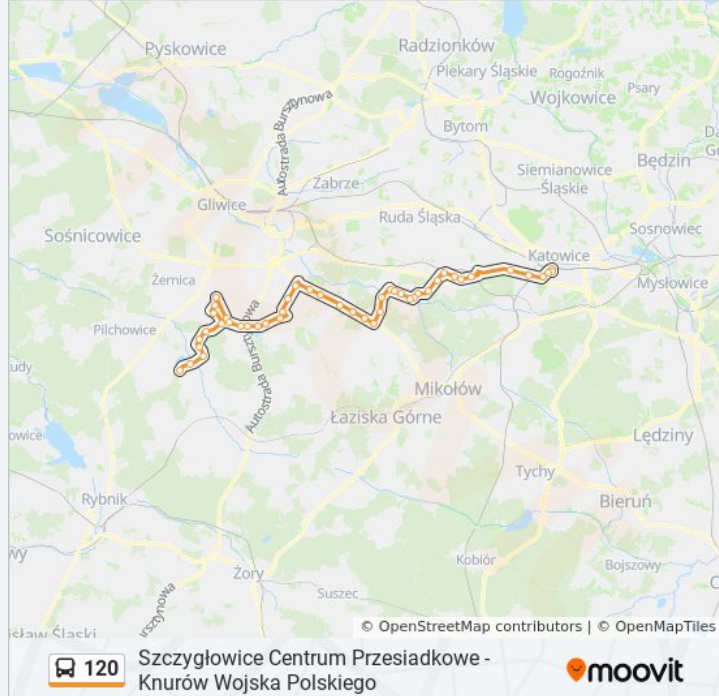 Pyskowice
Radzionków
Piekary Śląskie
Rogoźnik
Psary
Wojkowice
Autostrada Bursztynowa
Bytom
Siemianowice
Śląskie
Będzin
Zabrze
Gliwice
Ruda Śląska
Sośnicowice
Katowice
Sosnowiec
Mysłowice
Żernica
Pilchowice
Autostrada Bursztynowa
Mikołów
Łaziska Górne
Lędziny
Tychy
Bieruń
Rybnik
Kobiór
Bojszowy
Żory
Suszec
© OpenStreetMap contributors | © OpenMapTiles
120
Szczygłowice Centrum Przesiadkowe -
Knurów Wojska Polskiego
moovit